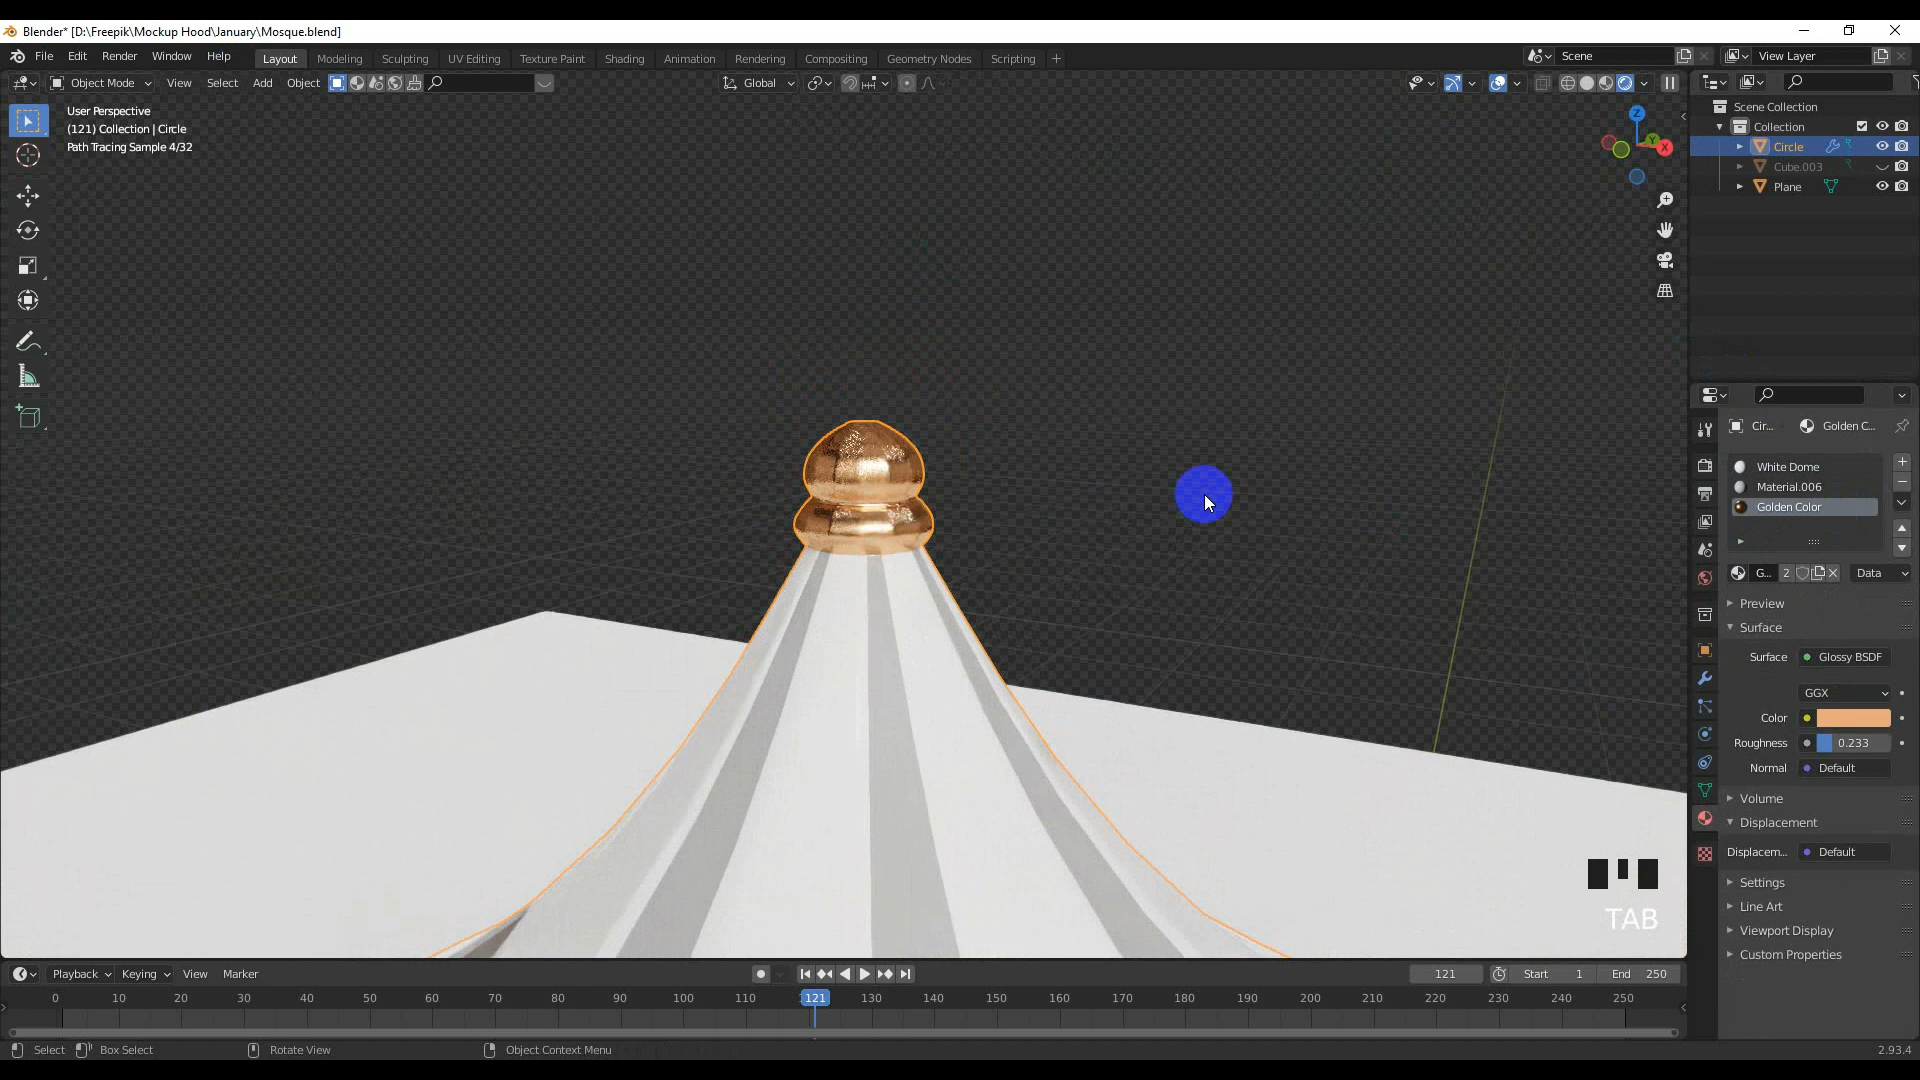 Blender* [D:\Freepik\Mockup Hood\January\Mosque.blend]
File Edit Render Window Help
Layout Modeling Sculpting UV Editing Texture Paint Shading Animation Rendering Compositing Geometry Nodes Scripting +
Scene
View Layer
Object Mode View Select Add Object
Global
User Perspective
(121) Collection | Circle
Path Tracing Sample 4/32
Z
Y
X
Scene Collection
Collection
Circle
Cube.003
Plane
Cir...
Golden C...
White Dome
Material.006
Golden Color
G... 2 Data
Preview
Surface
Surface Glossy BSDF
GGX
Color
Roughness 0.233
Normal Default
Volume
Displacement
Displacem... Default
Settings
Line Art
Viewport Display
Custom Properties
TAB
Playback Keying View Marker
121 Start 1 End 250
0 10 20 30 40 50 60 70 80 90 100 110 121 130 140 150 160 170 180 190 200 210 220 230 240 250
Select Box Select Rotate View Object Context Menu
2.93.4